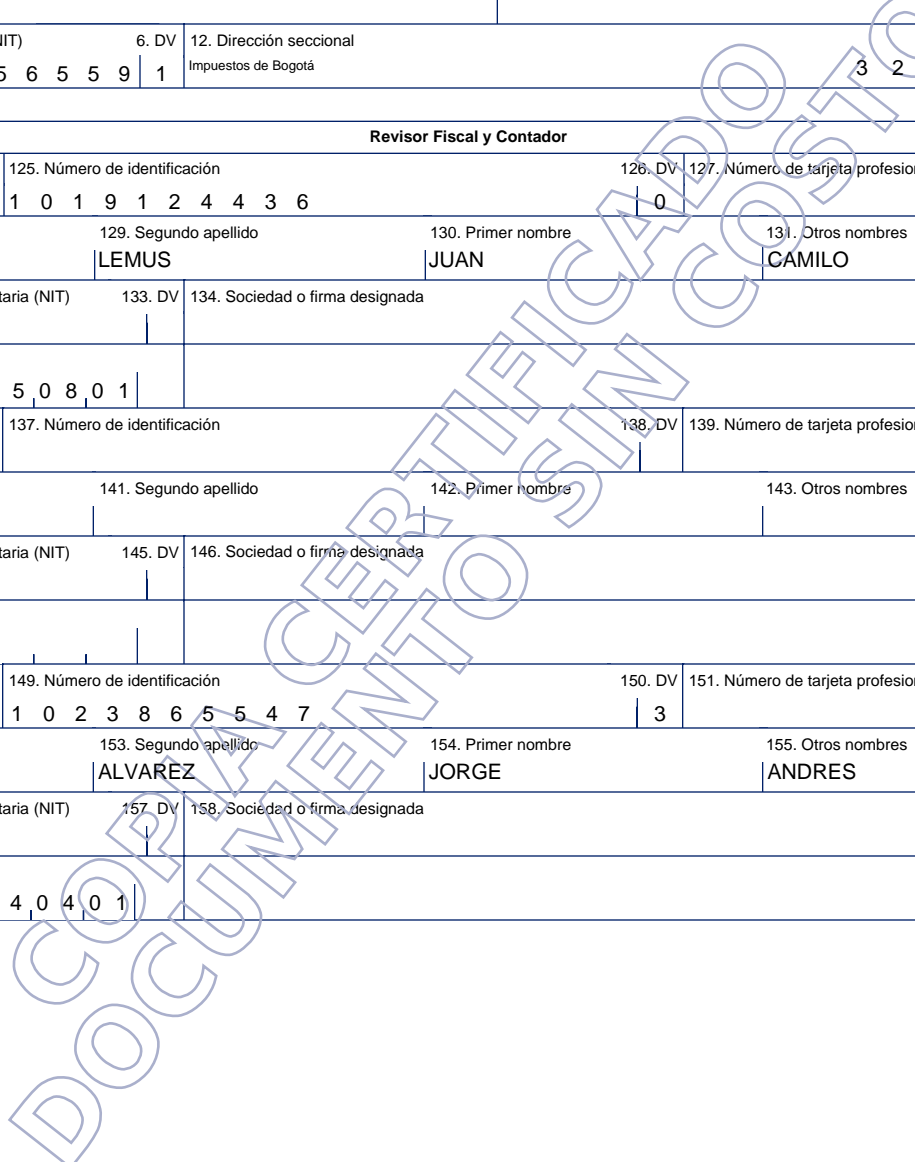 NIT) 6. DV 12. Dirección seccional
5 6 5 5 9 1 Impuestos de Bogotá 3 2
Revisor Fiscal y Contador
125. Número de identificación 126. DV 127. Número de tarjeta profesion
1 0 1 9 1 2 4 4 3 6 0
129. Segundo apellido 130. Primer nombre 131. Otros nombres
LEMUS JUAN CAMILO
taria (NIT) 133. DV 134. Sociedad o firma designada
5 0 8 0 1
137. Número de identificación 138. DV 139. Número de tarjeta profesion
141. Segundo apellido 142. Primer nombre 143. Otros nombres
taria (NIT) 145. DV 146. Sociedad o firma designada
149. Número de identificación 150. DV 151. Número de tarjeta profesion
1 0 2 3 8 6 5 5 4 7 3
153. Segundo apellido 154. Primer nombre 155. Otros nombres
ALVAREZ JORGE ANDRES
taria (NIT) 157. DV 158. Sociedad o firma designada
4 0 4 0 1
COPIA CERTIFICADO
DOCUMENTO SIN COSTO